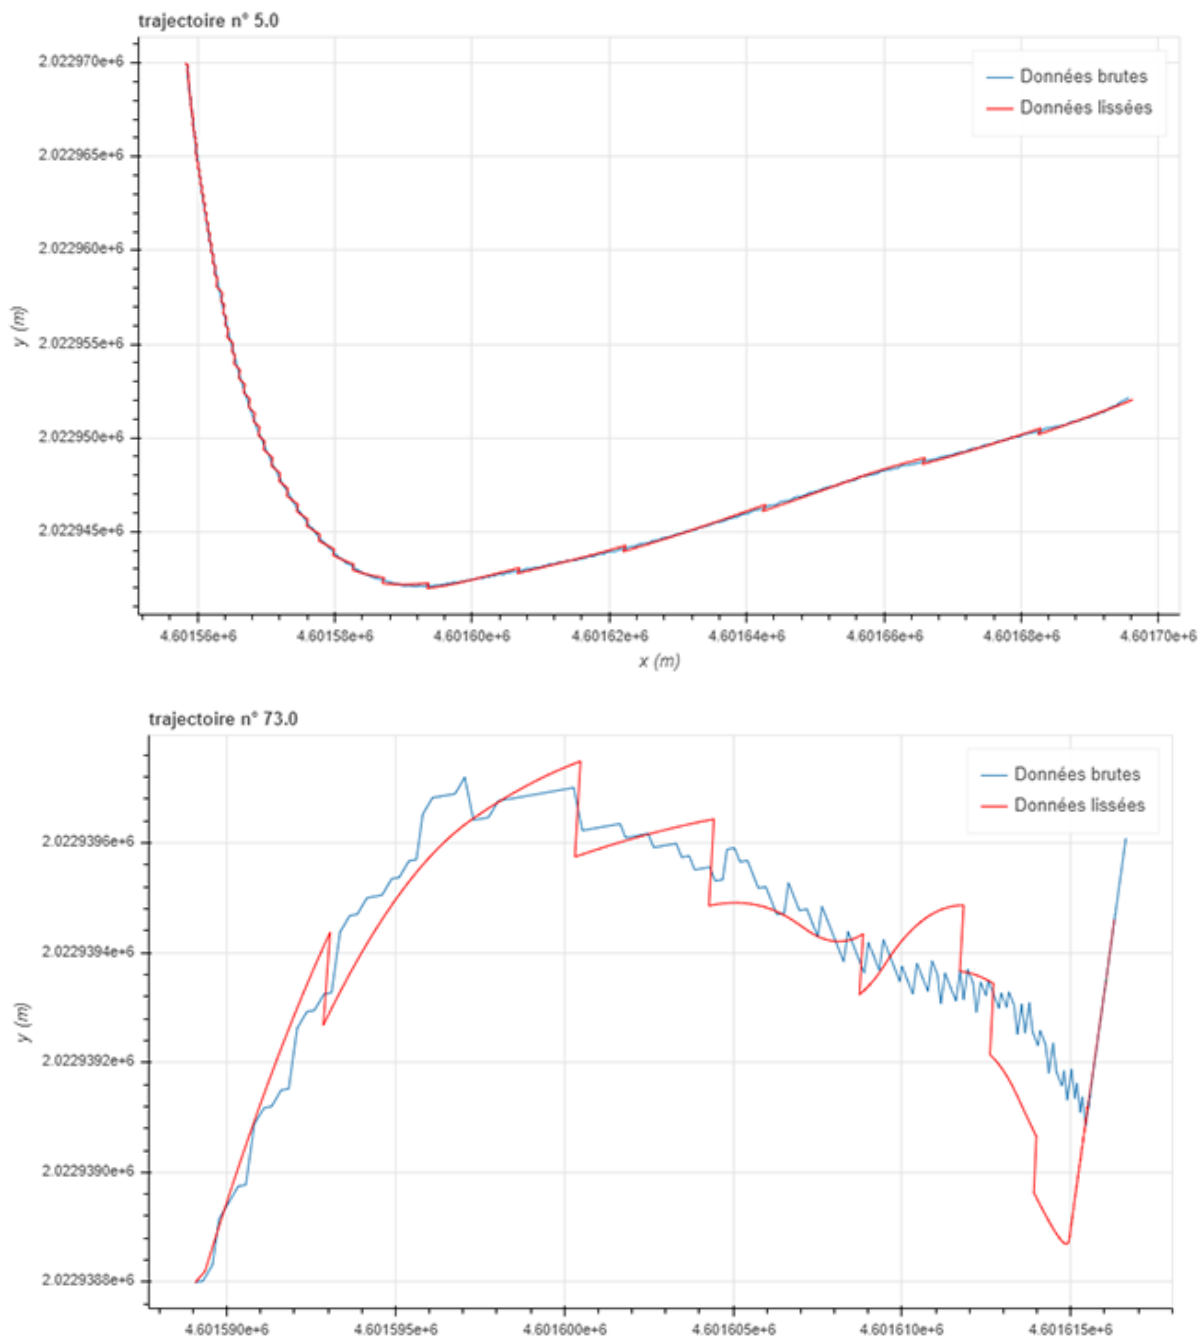 trajectoire n° 5.0
2.022970e+6
Données brutes
Données lissées
2.022965e+6
2.022960e+6
2.022955e+6
2.022950e+6
2.022945e+6
y (m)
4.60156e+6 4.60158e+6 4.60160e+6 4.60162e+6 4.60164e+6 4.60166e+6 4.60168e+6 4.60170e+6
x (m)
trajectoire n° 73.0
Données brutes
Données lissées
2.0229396e+6
2.0229394e+6
2.0229392e+6
2.0229390e+6
2.0229388e+6
y (m)
4.601590e+6 4.601595e+6 4.601600e+6 4.601605e+6 4.601610e+6 4.601615e+6